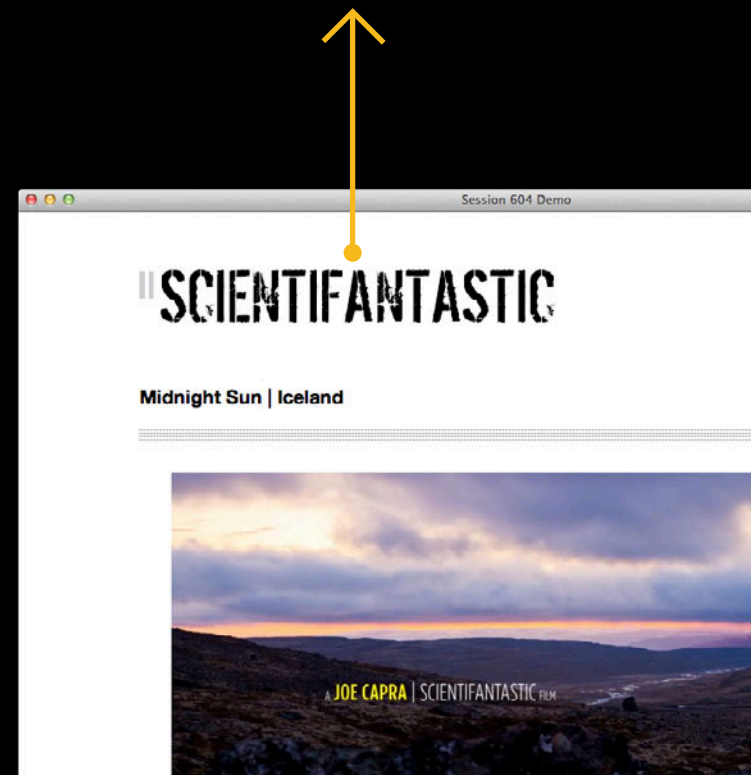 Session 604 Demo
SCIENTIFANTASTIC
Midnight Sun | Iceland
A JOE CAPRA | SCIENTIFANTASTIC FILM